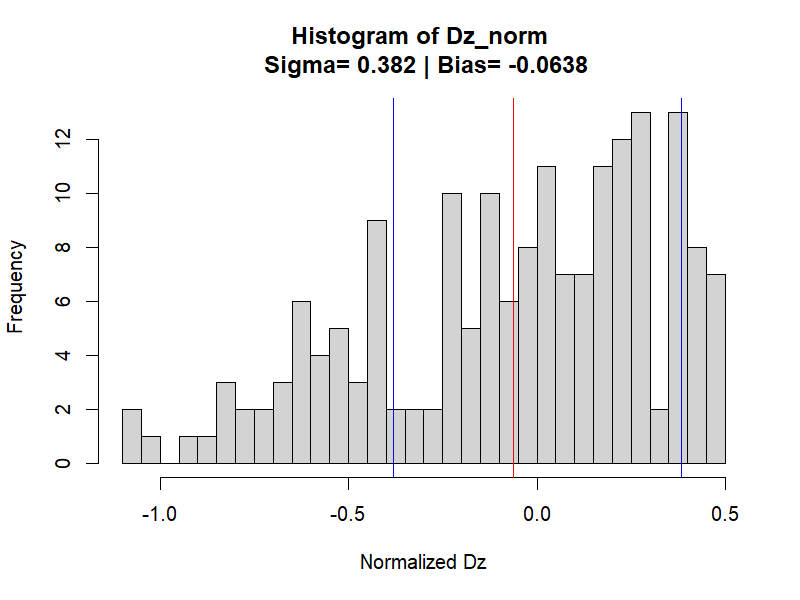 Histogram of Dz_norm
Sigma= 0.382 | Bias= -0.0638
12
10
8
6
4
2
0
Frequency
-1.0 -0.5 0.0 0.5
Normalized Dz